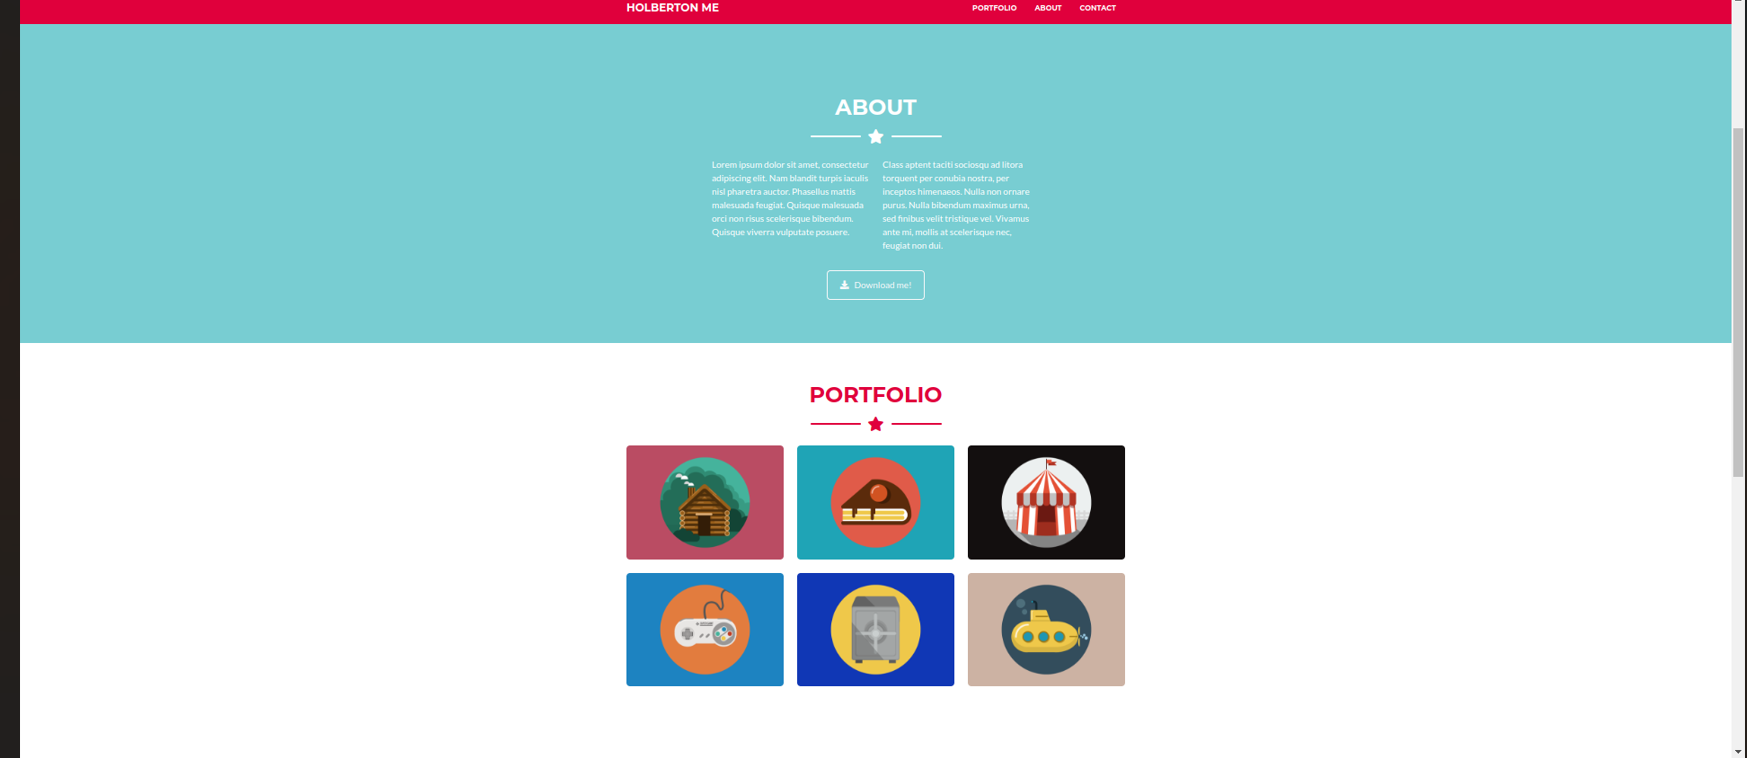 HOLBERTON ME
PORTFOLIO ABOUT CONTACT
ABOUT
Lorem ipsum dolor sit amet, consectetur
adipiscing elit. Nam blandit turpis iaculis
nisl pharetra auctor. Phasellus mattis
malesuada feugiat. Quisque malesuada
orci non risus scelerisque bibendum.
Quisque viverra vulputate posuere.
Class aptent taciti sociosqu ad litora
torquent per conubia nostra, per
inceptos himenaeos. Nulla non ornare
purus. Nulla bibendum maximus urna,
sed finibus velit tristique vel. Vivamus
ante mi, mollis at scelerisque nec,
feugiat non dui.
Download me!
PORTFOLIO